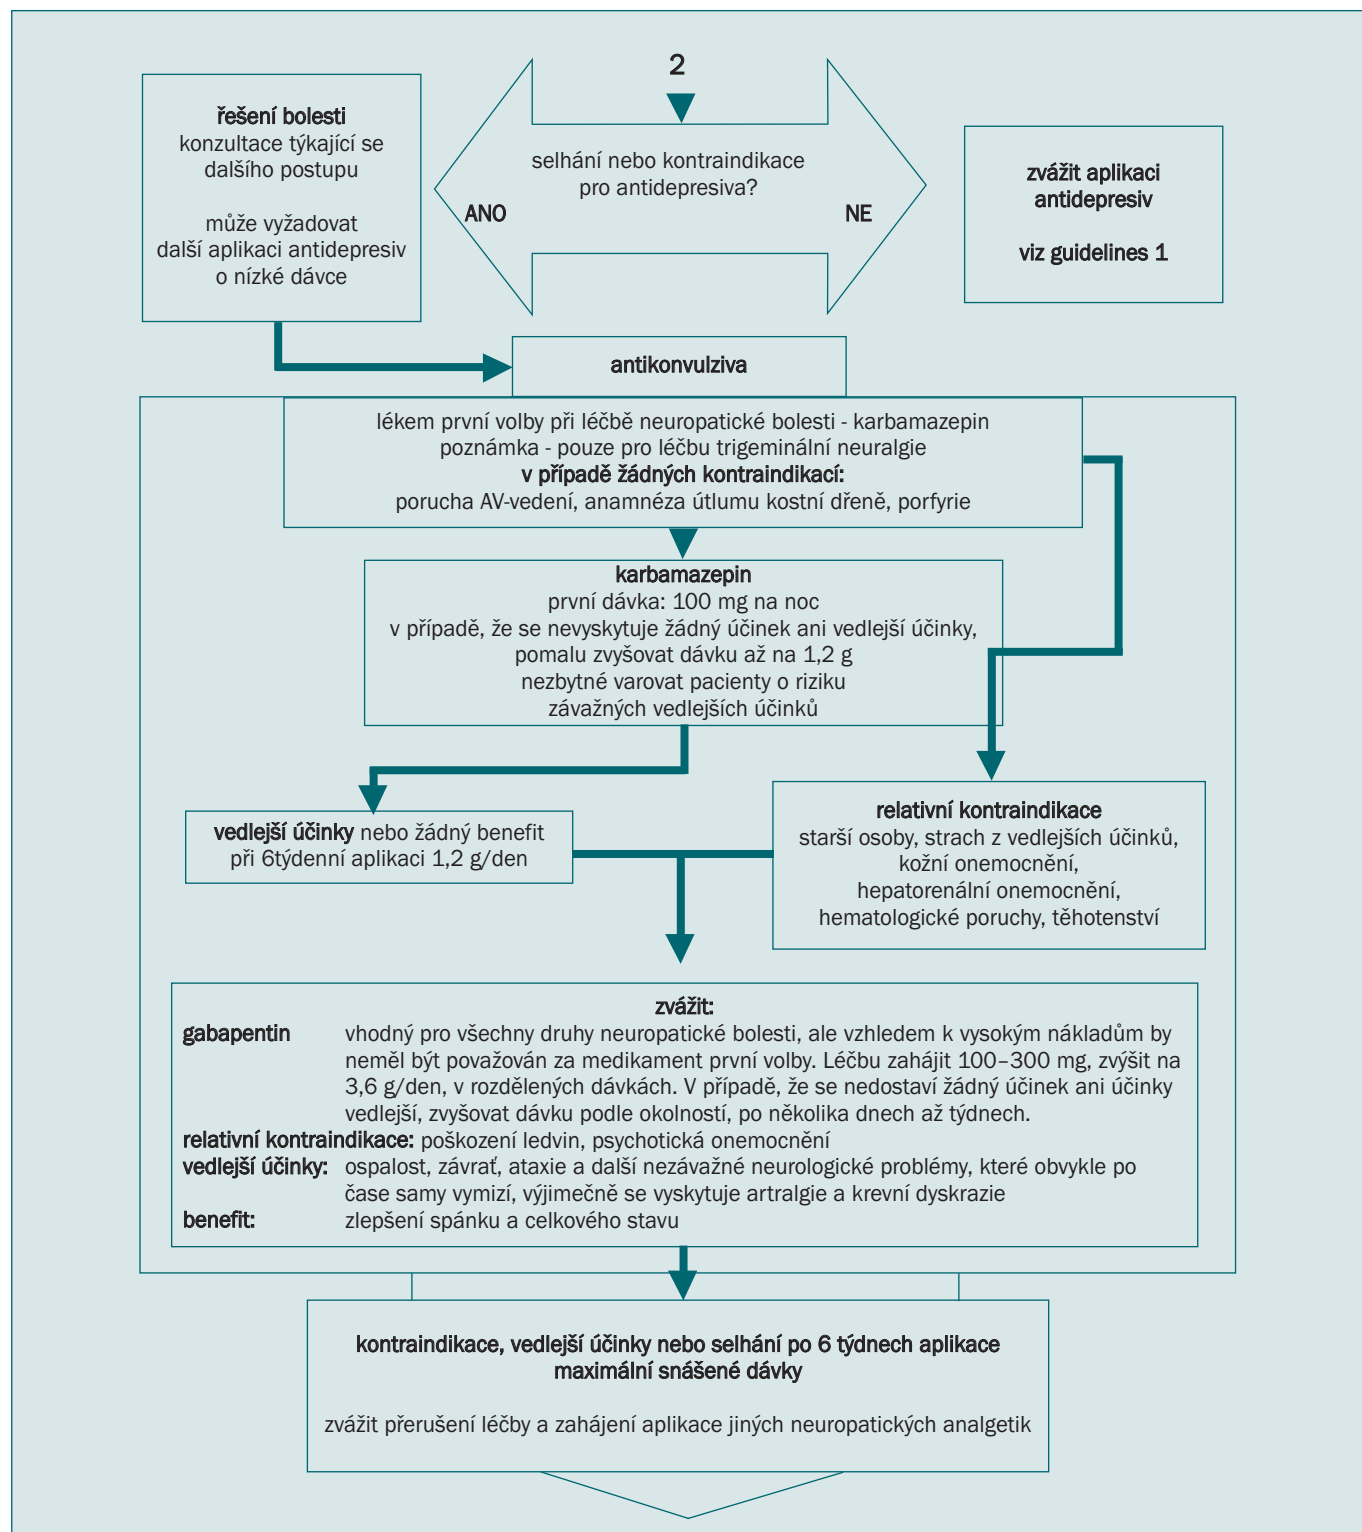 2
řešení bolesti
konzultace týkající se
dalšího postupu
může vyžadovat
další aplikaci antidepresiv
o nízké dávce
selhání nebo kontraindikace
pro antidepresiva?
ANO
NE
zvážit aplikaci
antidepresiv
viz guidelines 1
antikonvulziva
lékem první volby při léčbě neuropatické bolesti - karbamazepin
poznámka - pouze pro léčbu trigeminální neuralgie
v případě žádných kontraindikací:
porucha AV-vedení, anamnéza útlumu kostní dřeně, porfyrie
karbamazepin
první dávka: 100 mg na noc
v případě, že se nevyskytuje žádný účinek ani vedlejší účinky,
pomalu zvyšovat dávku až na 1,2 g
nezbytné varovat pacienty o riziku
závažných vedlejších účinků
vedlejší účinky nebo žádný benefit
při 6týdenní aplikaci 1,2 g/den
relativní kontraindikace
starší osoby, strach z vedlejších účinků,
kožní onemocnění,
hepatorenální onemocnění,
hematologické poruchy, těhotenství
zvážit:
gabapentin vhodný pro všechny druhy neuropatické bolesti, ale vzhledem k vysokým nákladům by
neměl být považován za medikament první volby. Léčbu zahájit 100–300 mg, zvýšit na
3,6 g/den, v rozdělených dávkách. V případě, že se nedostaví žádný účinek ani účinky
vedlejší, zvyšovat dávku podle okolností, po několika dnech až týdnech.
relativní kontraindikace: poškození ledvin, psychotická onemocnění
vedlejší účinky: ospalost, závrať, ataxie a další nezávažné neurologické problémy, které obvykle po
čase samy vymizí, výjimečně se vyskytuje artralgie a krevní dyskrazie
benefit: zlepšení spánku a celkového stavu
kontraindikace, vedlejší účinky nebo selhání po 6 týdnech aplikace
maximální snášené dávky
zvážit přerušení léčby a zahájení aplikace jiných neuropatických analgetik